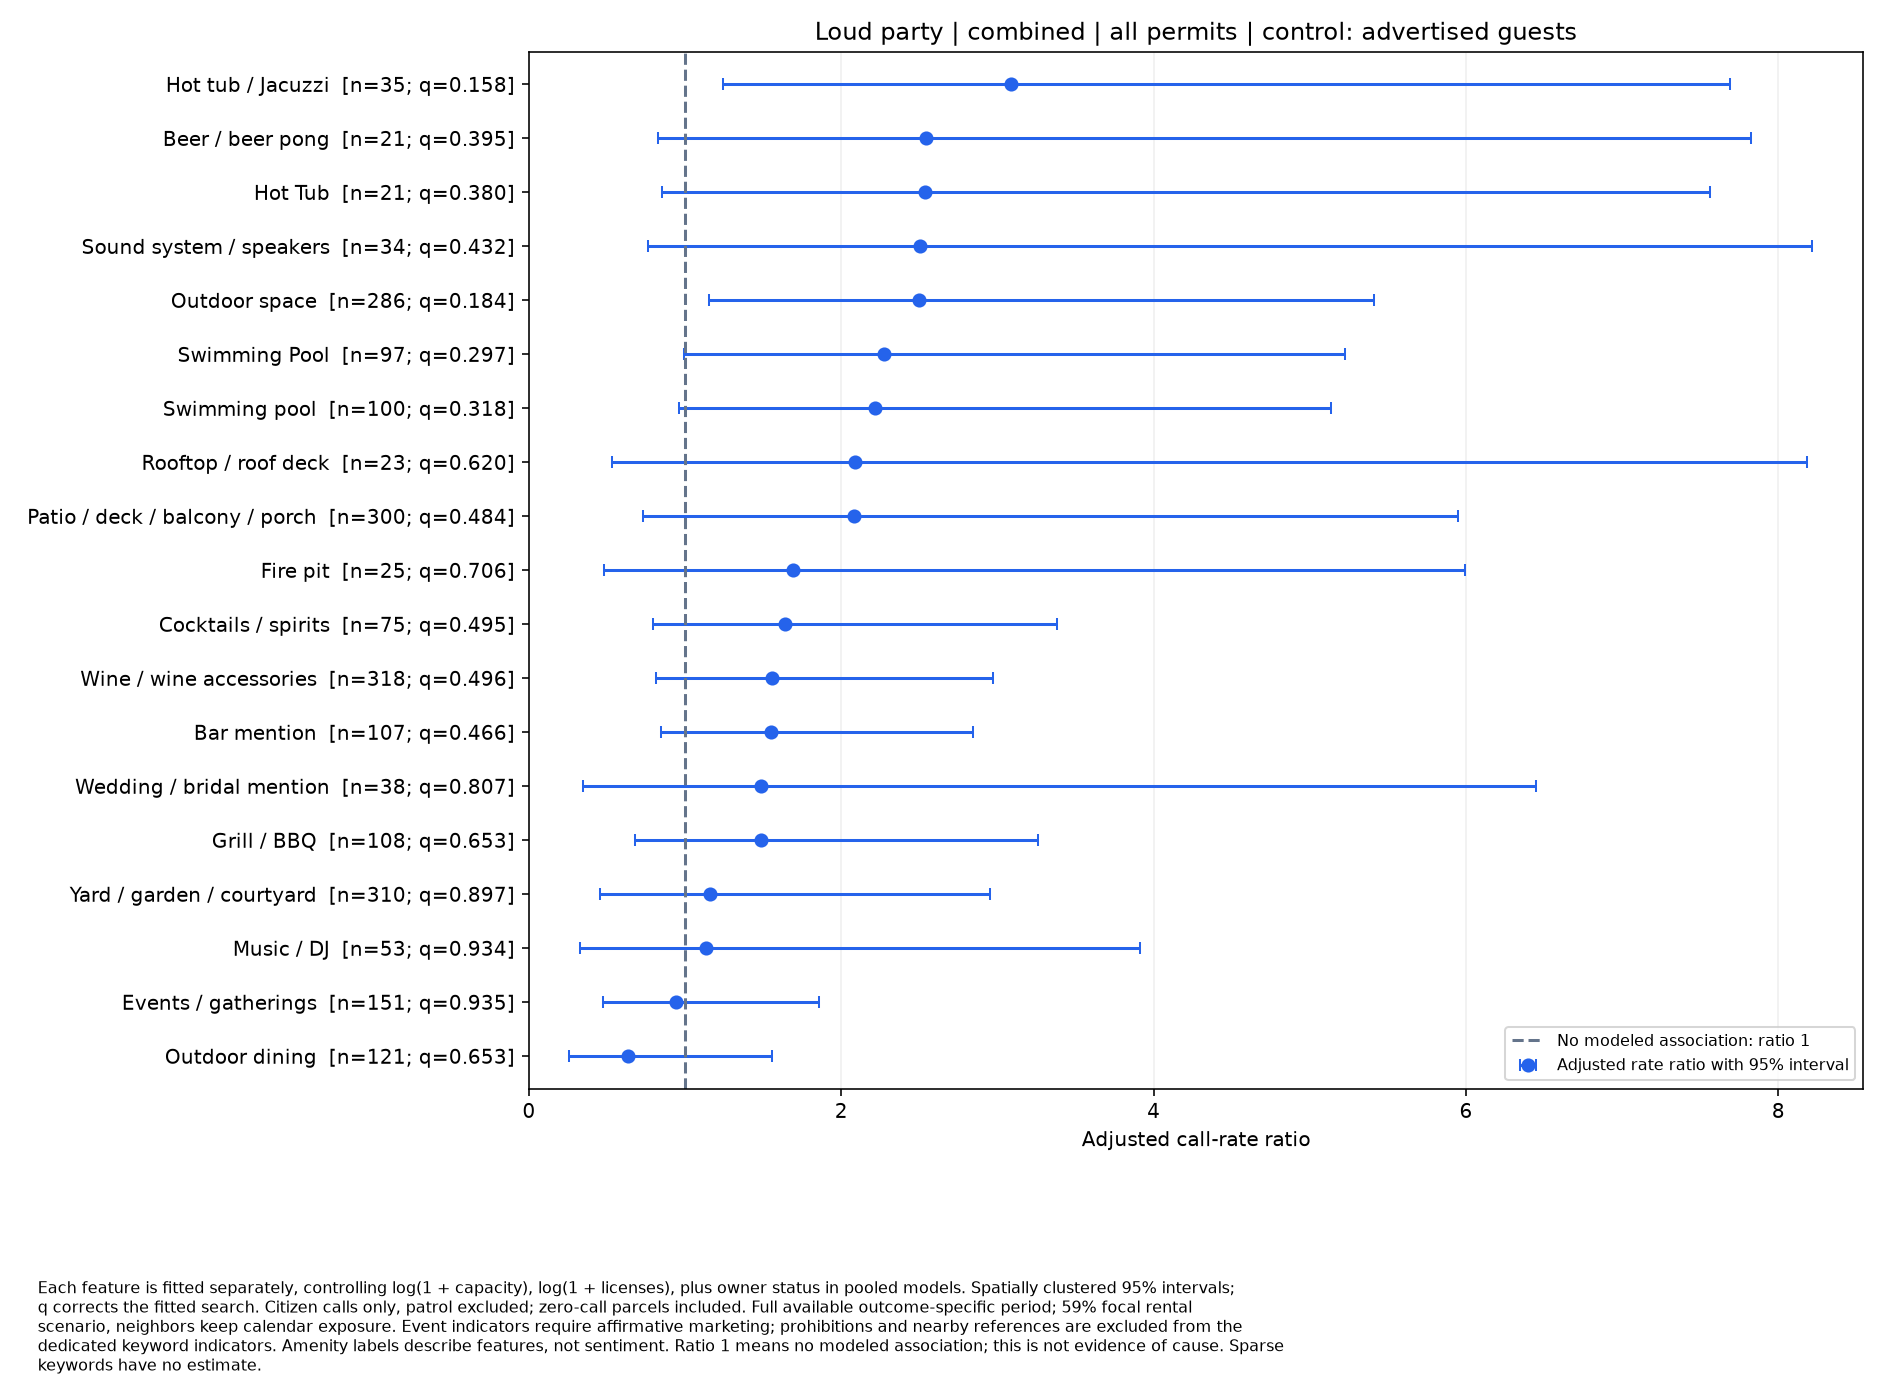 Loud party | combined | all permits | control: advertised guests
Hot tub / Jacuzzi [n=35; q=0.158]
Beer / beer pong [n=21; q=0.395]
Hot Tub [n=21; q=0.380]
Sound system / speakers [n=34; q=0.432]
Outdoor space [n=286; q=0.184]
Swimming Pool [n=97; q=0.297]
Swimming pool [n=100; q=0.318]
Rooftop / roof deck [n=23; q=0.620]
Patio / deck / balcony / porch [n=300; q=0.484]
Fire pit [n=25; q=0.706]
Cocktails / spirits [n=75; q=0.495]
Wine / wine accessories [n=318; q=0.496]
Bar mention [n=107; q=0.466]
Wedding / bridal mention [n=38; q=0.807]
Grill / BBQ [n=108; q=0.653]
Yard / garden / courtyard [n=310; q=0.897]
Music / DJ [n=53; q=0.934]
Events / gatherings [n=151; q=0.935]
Outdoor dining [n=121; q=0.653]
No modeled association: ratio 1
Adjusted rate ratio with 95% interval
0 2 4 6 8
Adjusted call-rate ratio
Each feature is fitted separately, controlling log(1 + capacity), log(1 + licenses), plus owner status in pooled models. Spatially clustered 95% intervals;
q corrects the fitted search. Citizen calls only, patrol excluded; zero-call parcels included. Full available outcome-specific period; 59% focal rental
scenario, neighbors keep calendar exposure. Event indicators require affirmative marketing; prohibitions and nearby references are excluded from the
dedicated keyword indicators. Amenity labels describe features, not sentiment. Ratio 1 means no modeled association; this is not evidence of cause. Sparse
keywords have no estimate.